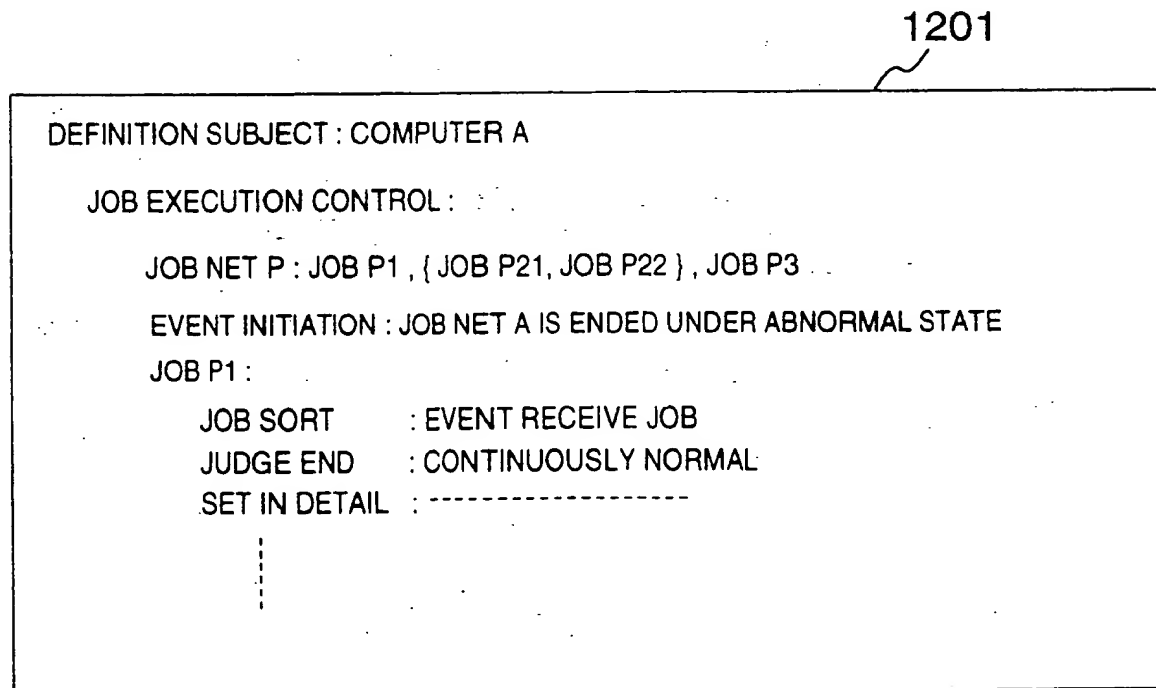 1201
DEFINITION SUBJECT : COMPUTER A
JOB EXECUTION CONTROL :
JOB NET P : JOB P1 , { JOB P21, JOB P22 } , JOB P3
EVENT INITIATION : JOB NET A IS ENDED UNDER ABNORMAL STATE
JOB P1 :
JOB SORT : EVENT RECEIVE JOB
JUDGE END : CONTINUOUSLY NORMAL
SET IN DETAIL : --------------------